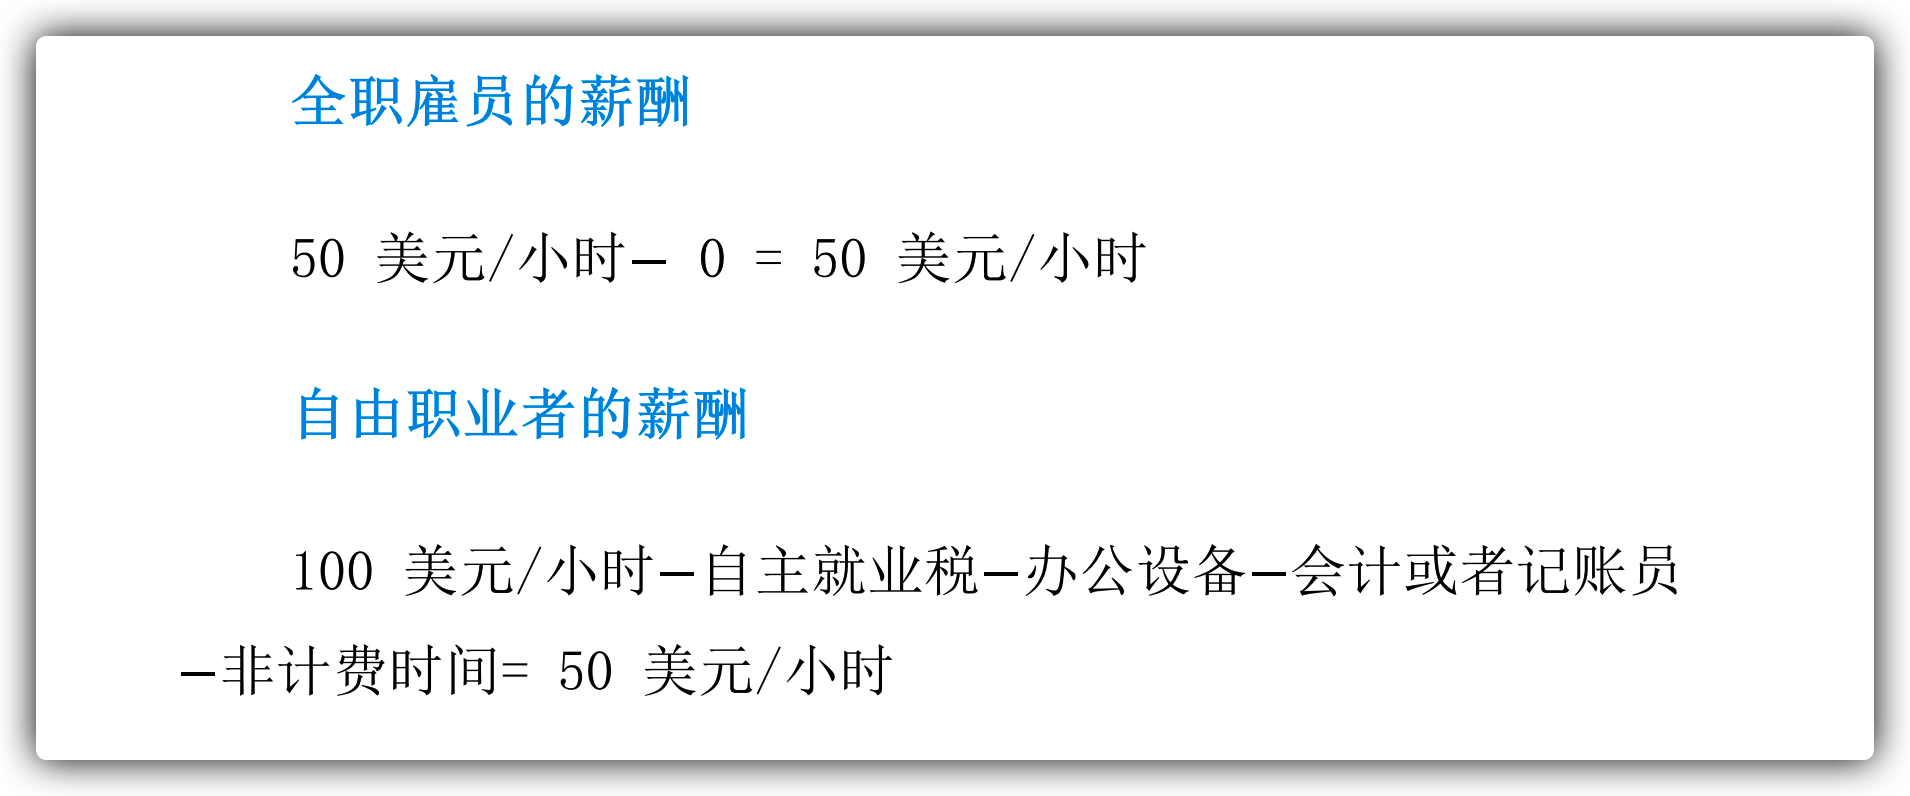 全职雇员的薪酬
50 美元/小时— 0 = 50 美元/小时
自由职业者的薪酬
100 美元/小时—自主就业税—办公设备—会计或者记账员
—非计费时间= 50 美元/小时